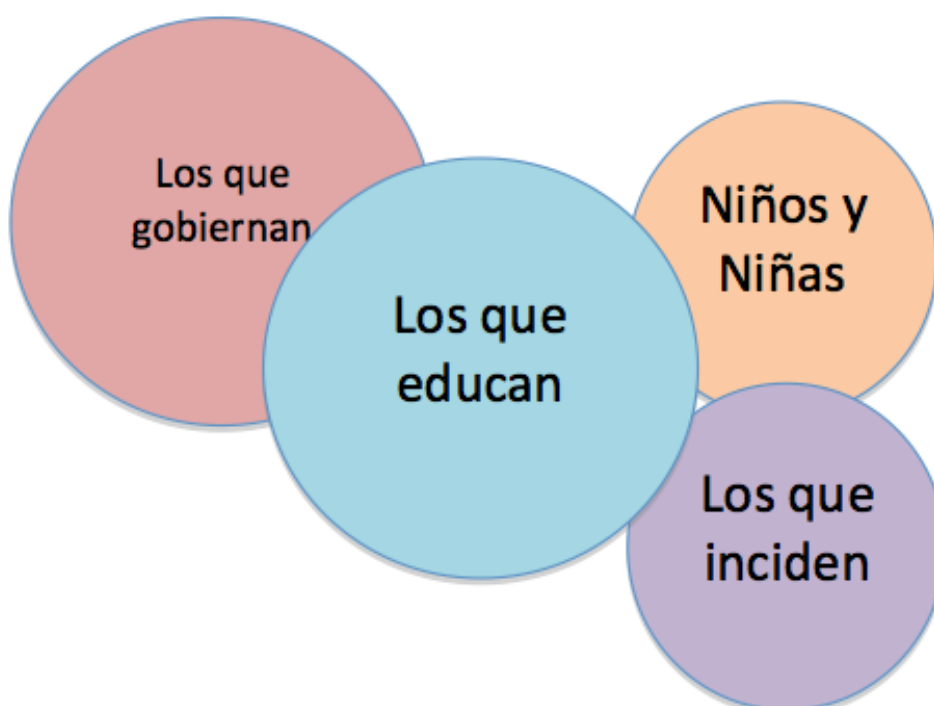 Los que
gobiernan
Los que
educan
Niños y
Niñas
Los que
inciden